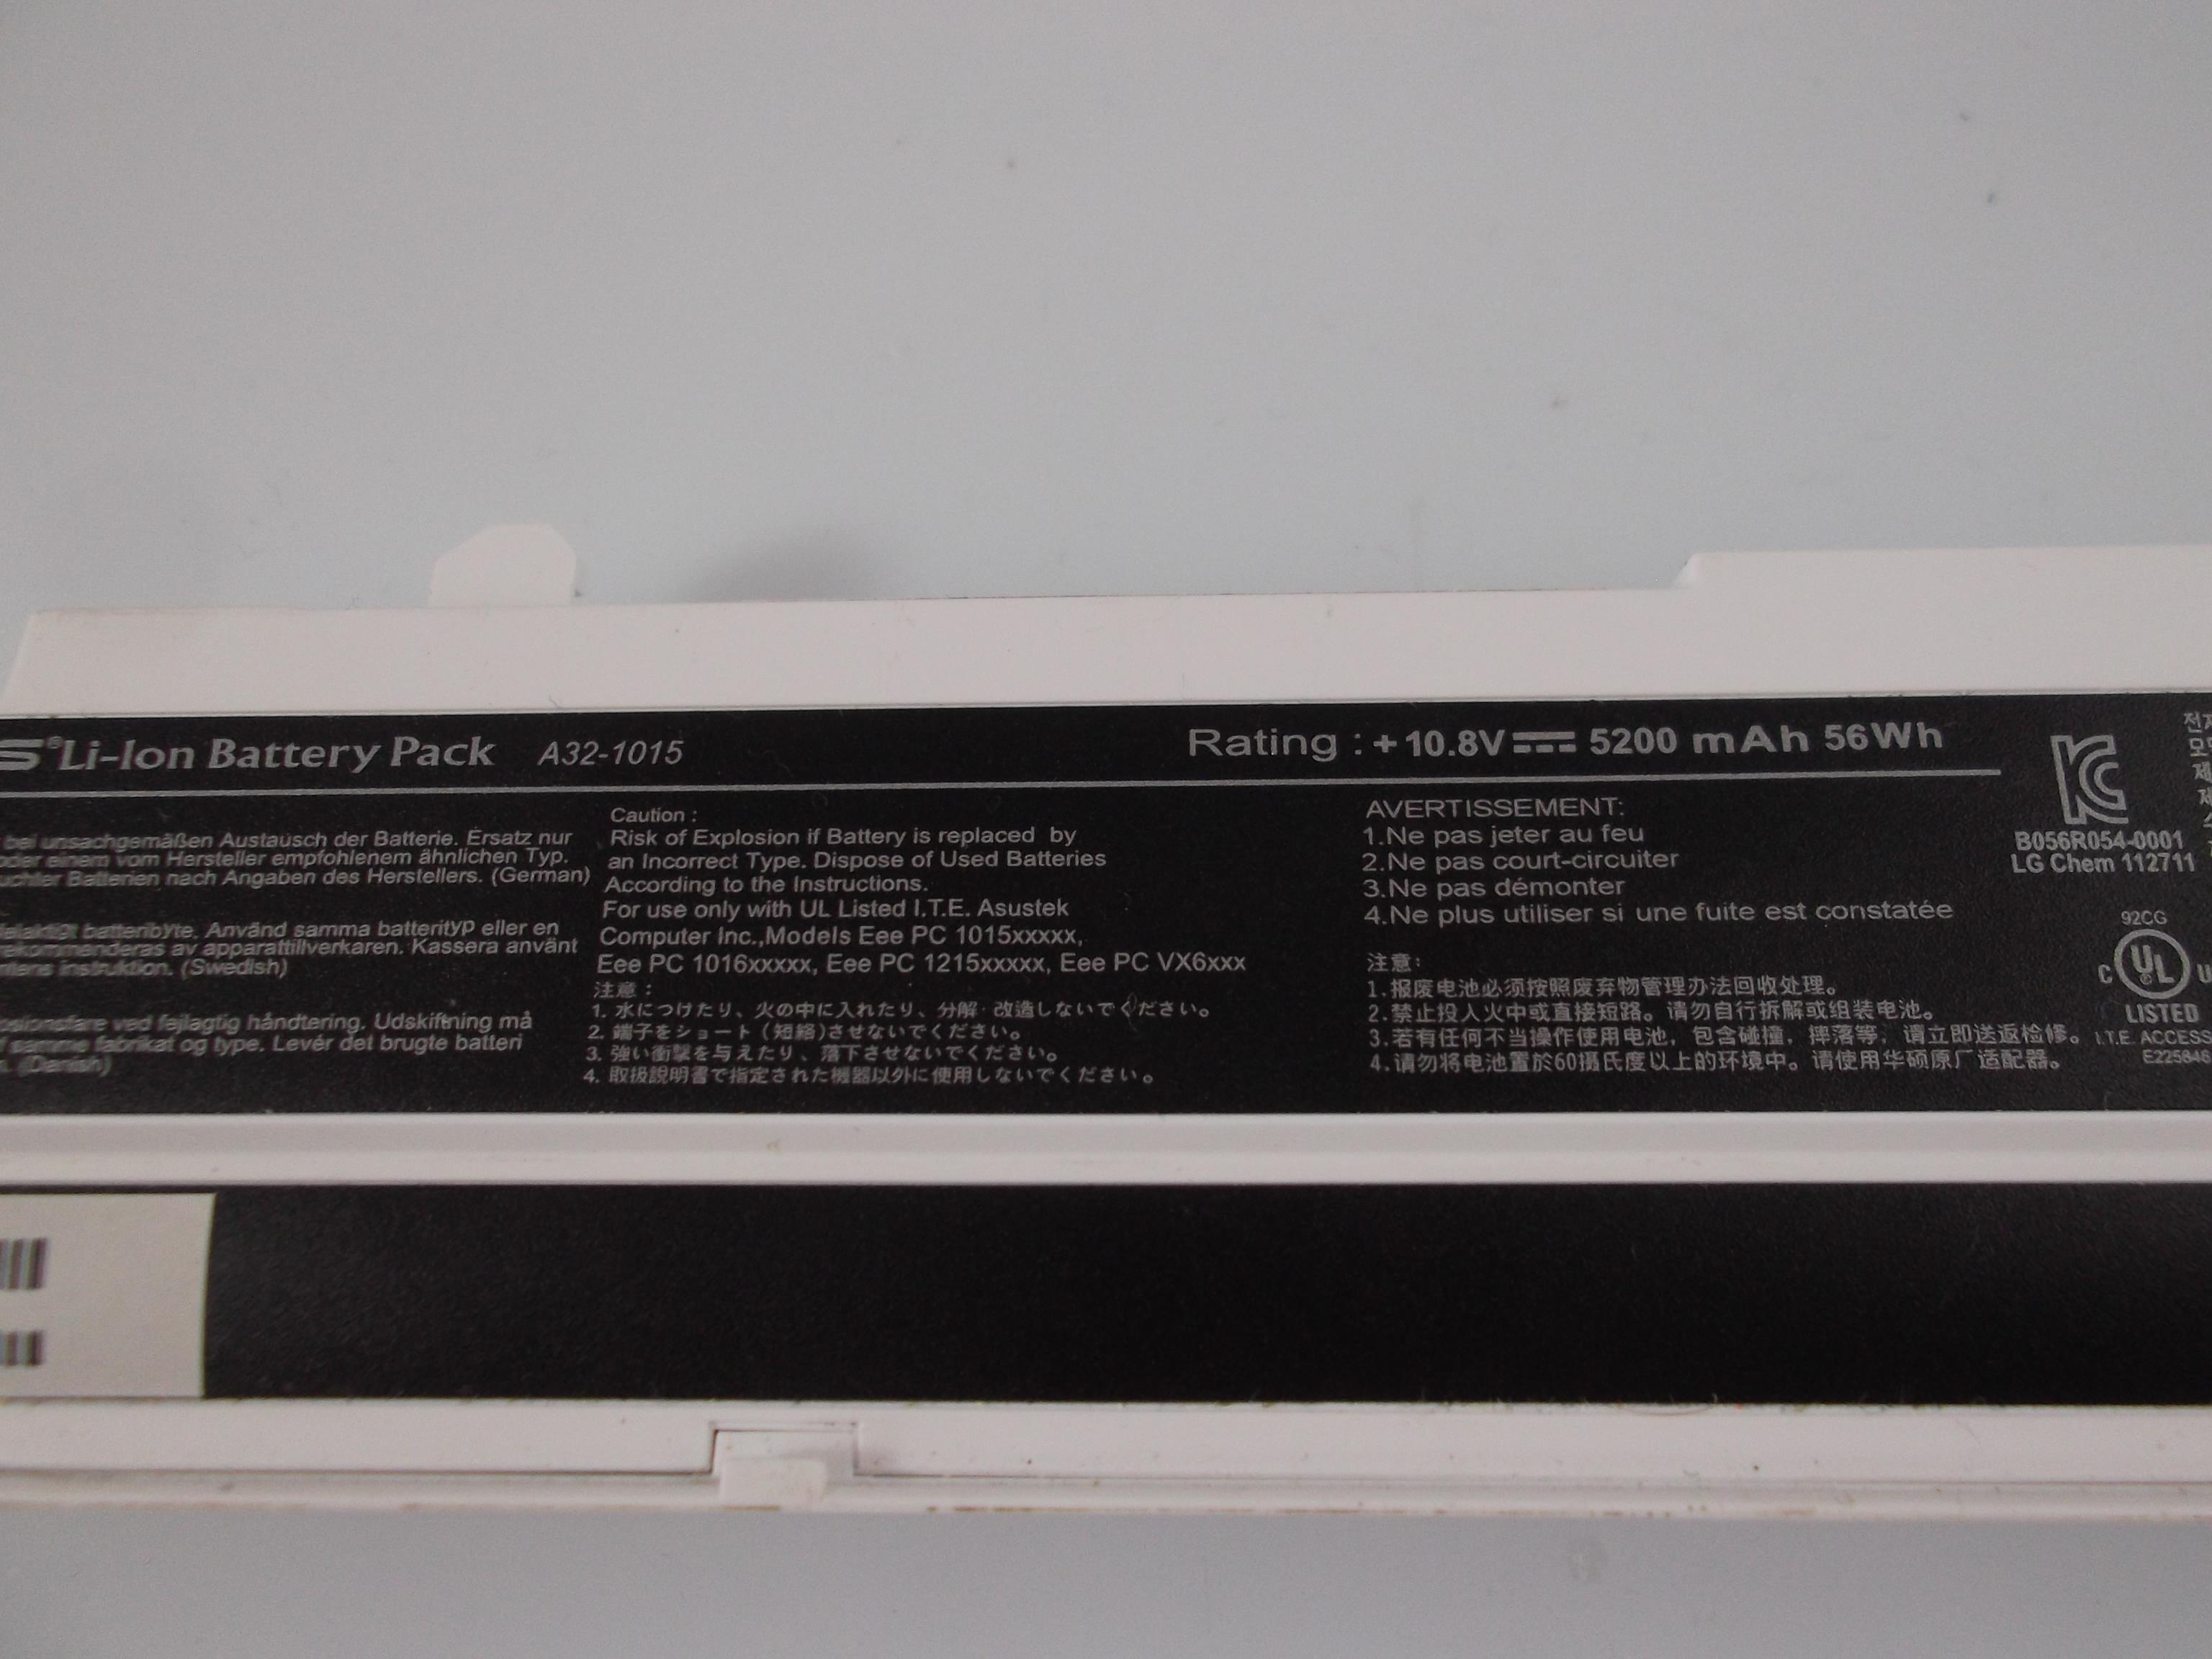 S® Li-Ion Battery Pack A32-1015
Rating : + 10.8V 5200 mAh 56Wh
bei unsachgemäßen Austausch der Batterie. Ersatz nur
oder einem vom Hersteller empfohlenem ähnlichen Typ.
Batterien nach Angaben des Herstellers. (German)
batteribyte. Använd samma batterityp eller en
av apparattillverkaren. Kassera använt
instruktion. (Swedish)
ved fejlagtig håndtering. Udskiftning må
samme fabrikat og type. Levér det brugte batteri
(Danish)
Caution :
Risk of Explosion if Battery is replaced by
an Incorrect Type. Dispose of Used Batteries
According to the Instructions.
For use only with UL Listed I.T.E. Asustek
Computer Inc.,Models Eee PC 1015xxxxx,
Eee PC 1016xxxxx, Eee PC 1215xxxxx, Eee PC VX6xxx
注意：
1. 水につけたり、火の中に入れたり、分解·改造しないでください。
2. 端子をショート（短絡)させないでください。
3. 強い衝撃を与えたり、落下させないでください。
4. 取扱説明書で指定された機器以外に使用しないでください。
AVERTISSEMENT:
1.Ne pas jeter au feu
2.Ne pas court-circuiter
3.Ne pas démonter
4.Ne plus utiliser si une fuite est constatée
注意:
1.报废电池必须按照废弃物管理办法回收处理。
2.禁止投入火中或直接短路。请勿自行拆解或组装电池。
3.若有任何不当操作使用电池，包含碰撞，摔落等，请立即送返检修。
4.请勿将电池置於60摄氏度以上的环境中。请使用华硕原厂适配器。
B056R054-0001
LG Chem 112711
92CG
C UL
LISTED
I.T.E. ACCESS